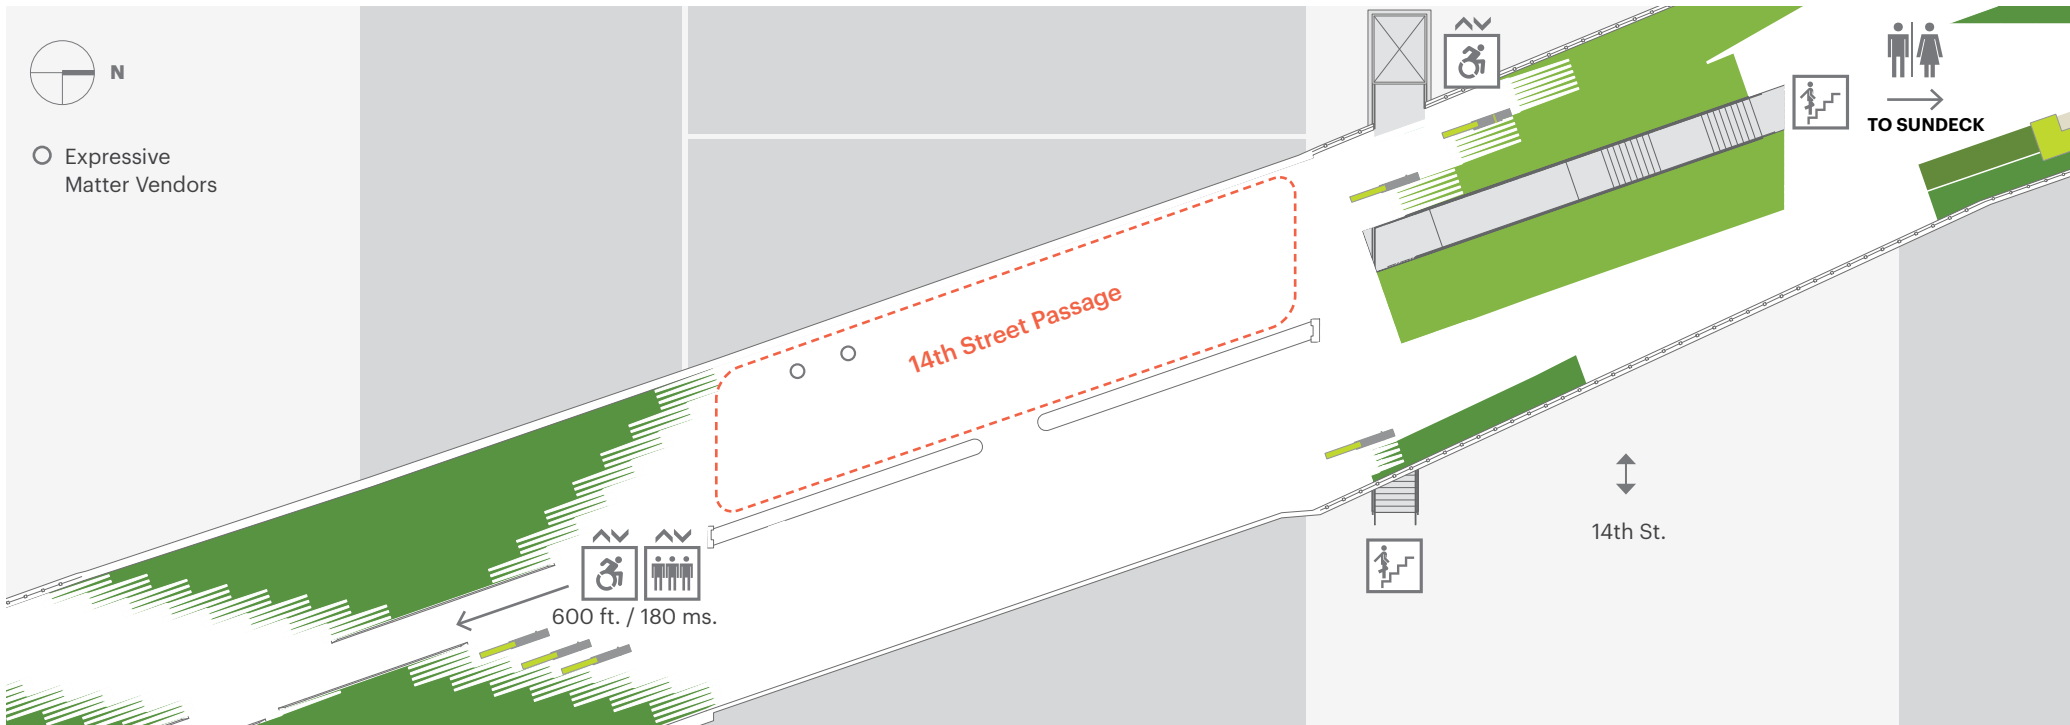 N
Expressive
Matter Vendors
TO SUNDECK
14th Street Passage
14th St.
600 ft. / 180 ms.